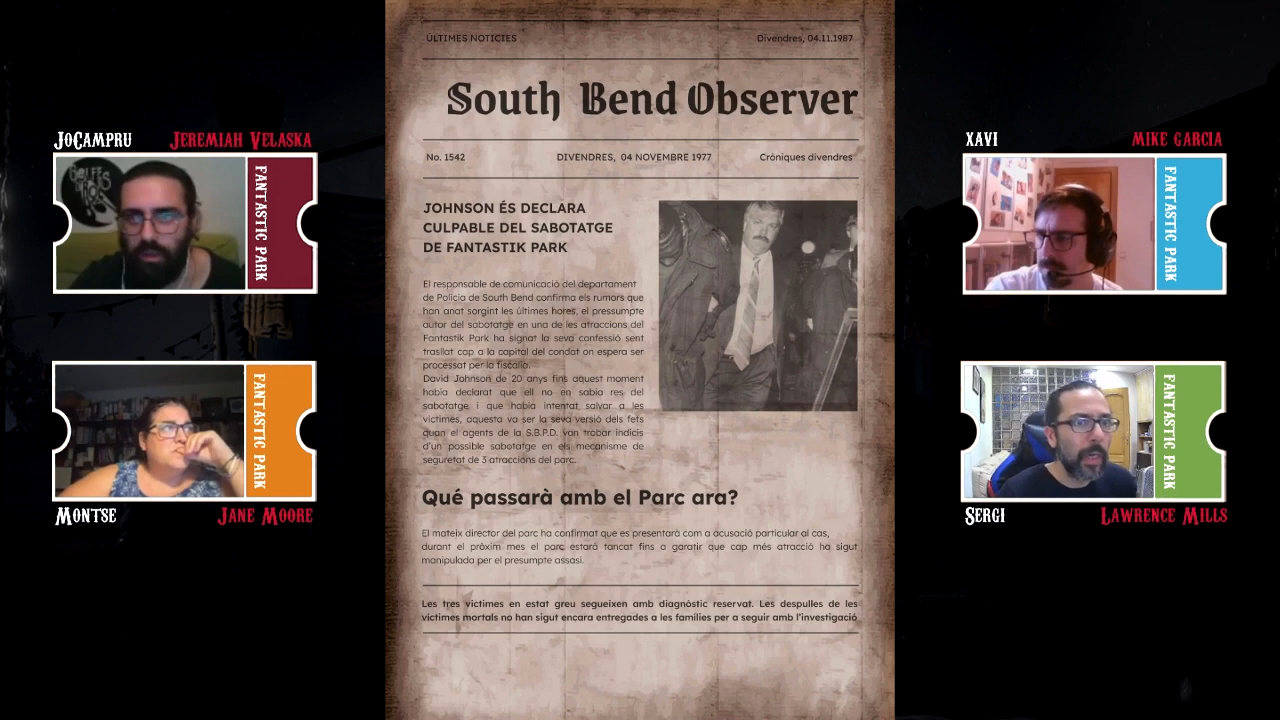 JOCAMPRU JEREMIAH VELASKA
FANTASTIC PARK
MONTSE JANE MOORE
FANTASTIC PARK
ÚLTIMES NOTÍCIES Divendres, 04.11.1987
South Bend Observer
No. 1542 DIVENDRES, 04 NOVEMBRE 1977 Cròniques divendres
JOHNSON ÉS DECLARA
CULPABLE DEL SABOTATGE
DE FANTASTIK PARK
El responsable de comunicació del departament
de Policia de South Bend confirma els rumors que
han anat sorgint les últimes hores, el pressumpte
autor del sabotatge en una de les atraccions del
Fantastik Park ha signat la seva confessió sent
trasllat cap a la capital del condat on espera ser
processat per la fiscalia.
David Johnson de 20 anys fins aquest moment
había declarat que ell no en sabia res del
sabotatge i que había intentat salvar a les
víctimes, aquesta va ser la seva versió dels fets
quan el agents de la S.B.P.D. van trobar indicis
d'un possible sabotatge en els mecanisme de
seguretat de 3 atraccións del parc.
Qué passarà amb el Parc ara?
El mateix director del parc ha confirmat que es presentará com a acusació particular al cas,
durant el próxim mes el parc estará tancat fins a garatir que cap més atracció ha sigut
manipulada per el presumpte assasi.
Les tres víctimes en estat greu segueixen amb diagnóstic reservat. Les despulles de les
víctimes mortals no han sigut encara entregades a les famílies per a seguir amb l'investigació
XAVI MIKE GARCIA
FANTASTIC PARK
SERGI LAWRENCE MILLS
FANTASTIC PARK